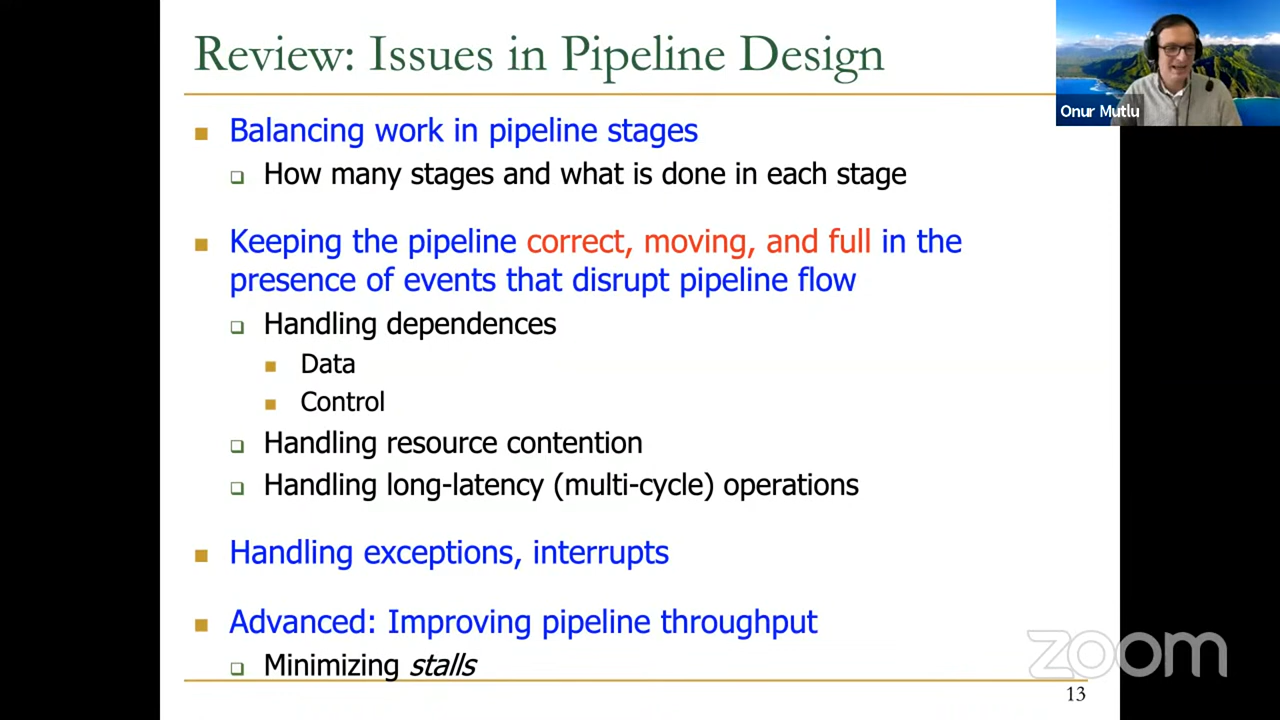 Review: Issues in Pipeline Design
Onur Mutlu
Balancing work in pipeline stages
How many stages and what is done in each stage
Keeping the pipeline correct, moving, and full in the
presence of events that disrupt pipeline flow
Handling dependences
Data
Control
Handling resource contention
Handling long-latency (multi-cycle) operations
Handling exceptions, interrupts
Advanced: Improving pipeline throughput
Minimizing stalls
zoom
13